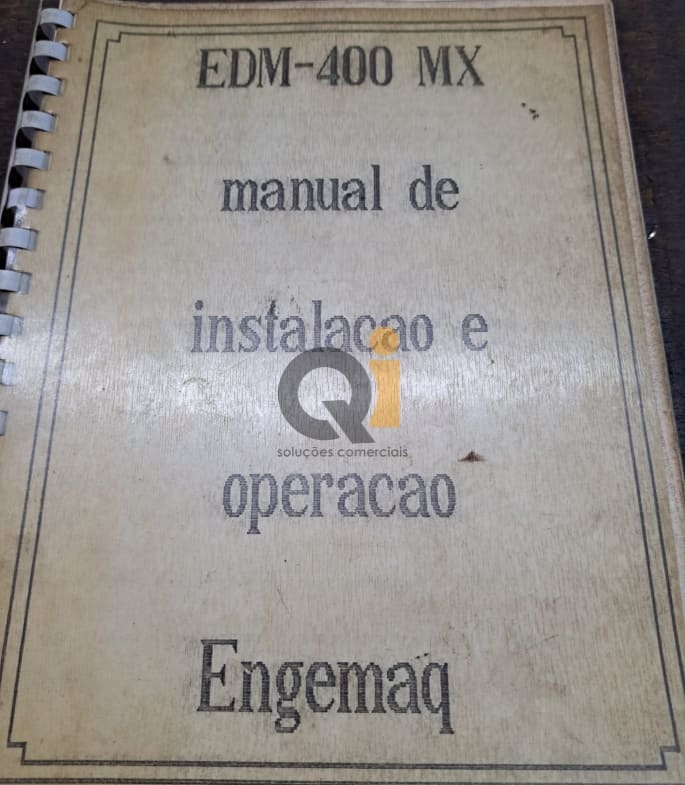 EDM-400 MX
manual de
instalacao e
Qi
soluções comerciais
operacao
Engemaq